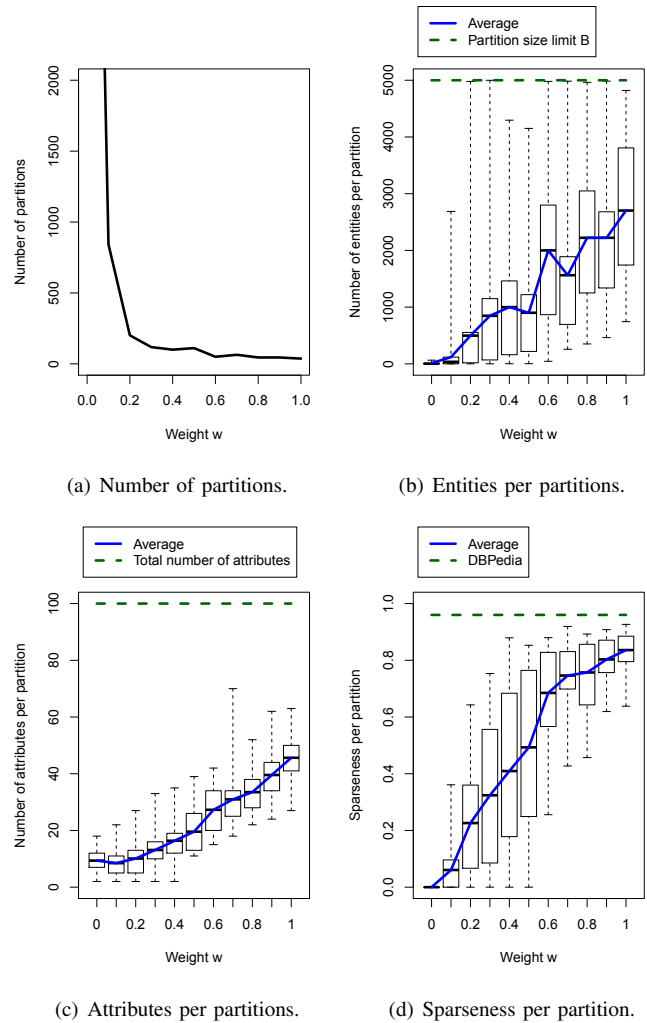 Average
Partition size limit B
Number of partitions
0 500 1500 2000
0.0 0.2 0.4 0.6 0.8 1.0
Weight w
Number of entities per partition
0 1000 2000 3000 4000 5000
0 0.2 0.4 0.6 0.8 1
Weight w
(a) Number of partitions.
(b) Entities per partitions.
Average
Total number of attributes
Average
DBPedia
Number of attributes per partition
0 20 40 60 80 100
0 0.2 0.4 0.6 0.8 1
Weight w
Sparseness per partition
0.0 0.2 0.4 0.6 0.8 1.0
0 0.2 0.4 0.6 0.8 1
Weight w
(c) Attributes per partitions.
(d) Sparseness per partition.